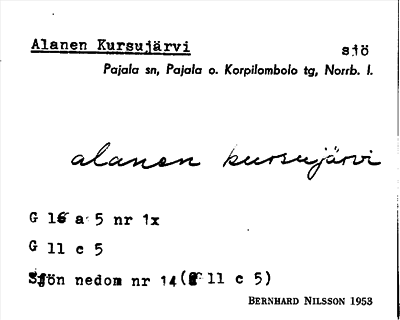 Alanen Kursujärvi sjö
Pajala sn, Pajala o. Korpilombolo tg, Norrb. l.
alanen kursujärvi
G 16 a 5 nr 1x
G 11 c 5
Sjön nedom nr 14 (G 11 c 5)
BERNHARD NILSSON 1953